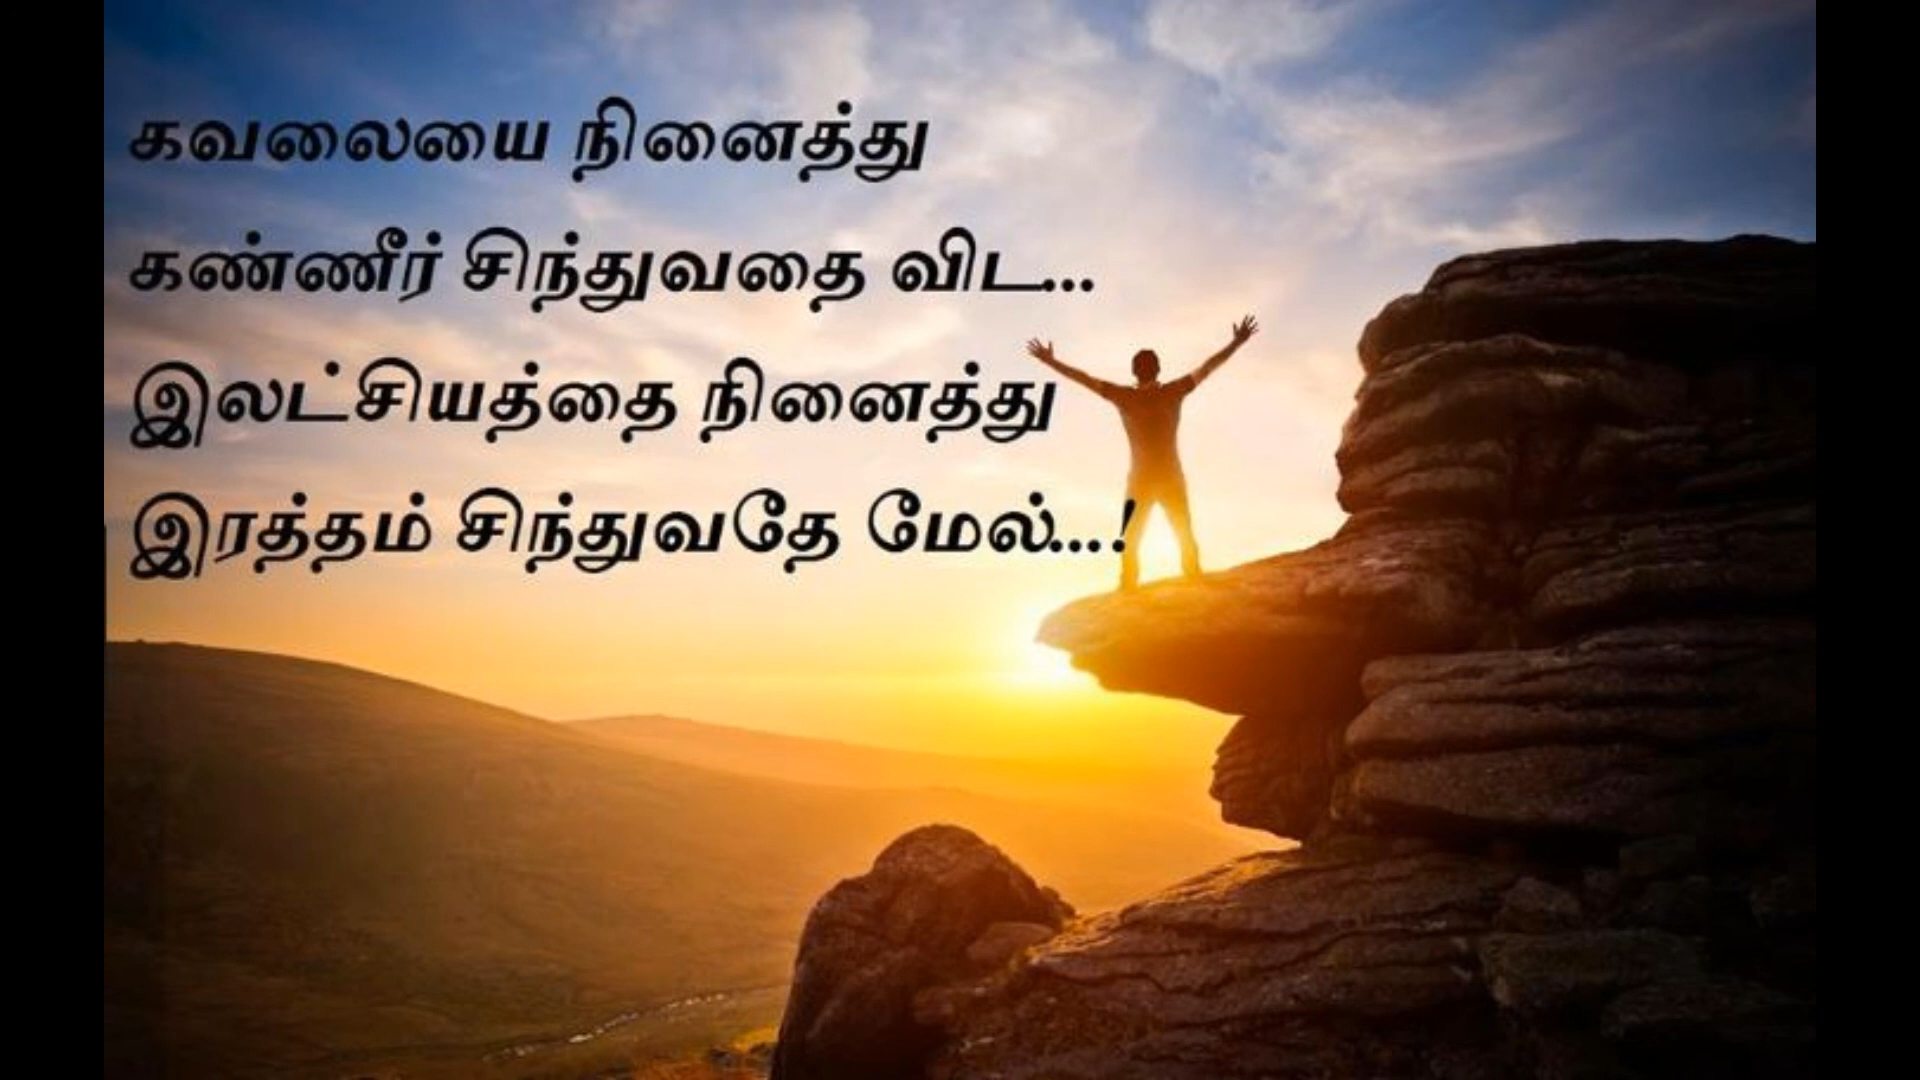 கவலையை நினைத்து
கண்ணீர் சிந்துவதை விட...
இலட்சியத்தை நினைத்து
இரத்தம் சிந்துவதே மேல்...!